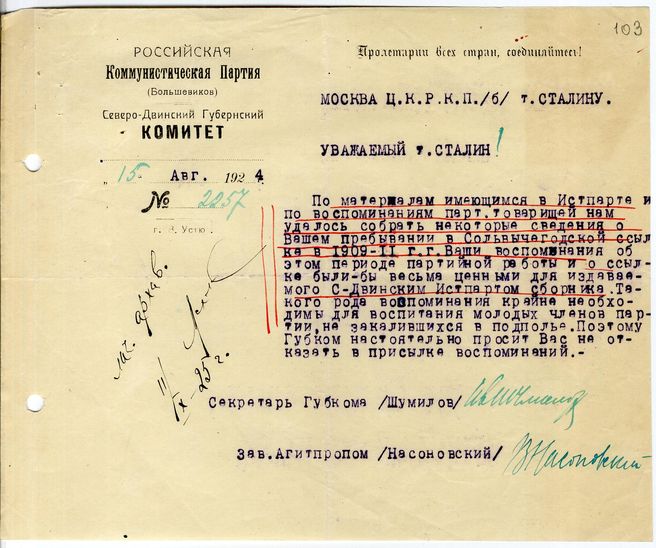 103
РОССИЙСКАЯ
Коммунистическая Партия
(Большевиков)
Северо-Двинский Губернский
КОМИТЕТ
15 Авг. 1924
№ 2257
г. В. Устюг
Пролетарии всех стран, соединяйтесь!
МОСКВА Ц.К.Р.К.П./б/ т.СТАЛИНУ.
УВАЖАЕМЫЙ т.СТАЛИН!
По материалам имеющимся в Истпарте и
по воспоминаниям парт.товарищей нам
удалось собрать некоторые сведения о
Вашем пребывании в Сольвычегодской ссыл
ке в 1909-II г.г.Ваши воспоминания об
этом периоде партийной работы и о ссыл-
ке были-бы весьма ценными для издавае-
мого С-Двинским Истпартом сборника.Та-
кого рода воспоминания крайне необхо-
димы для воспитания молодых членов пар-
тии,не закалившихся в подполье.Поэтому
Губком настоятельно просит Вас не от-
казать в присылке воспоминаний.-
Секретарь Губкома /Шумилов/
Зав.Агитпропом /Насоновский/
В Насоновский